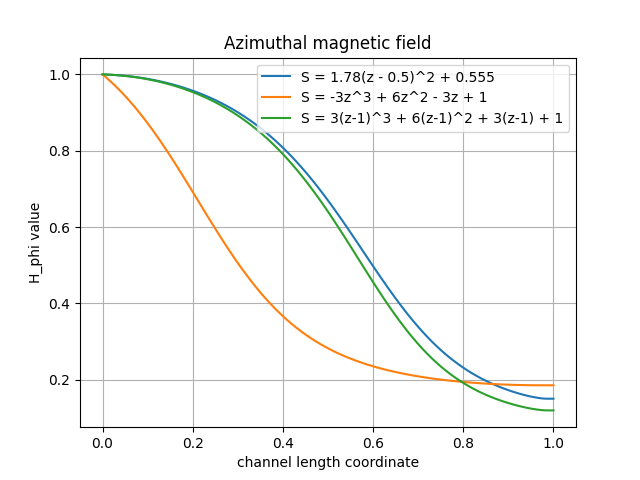 Azimuthal magnetic field
S = 1.78(z - 0.5)^2 + 0.555
S = -3z^3 + 6z^2 - 3z + 1
S = 3(z-1)^3 + 6(z-1)^2 + 3(z-1) + 1
H_phi value
1.0
0.8
0.6
0.4
0.2
0.0 0.2 0.4 0.6 0.8 1.0
channel length coordinate